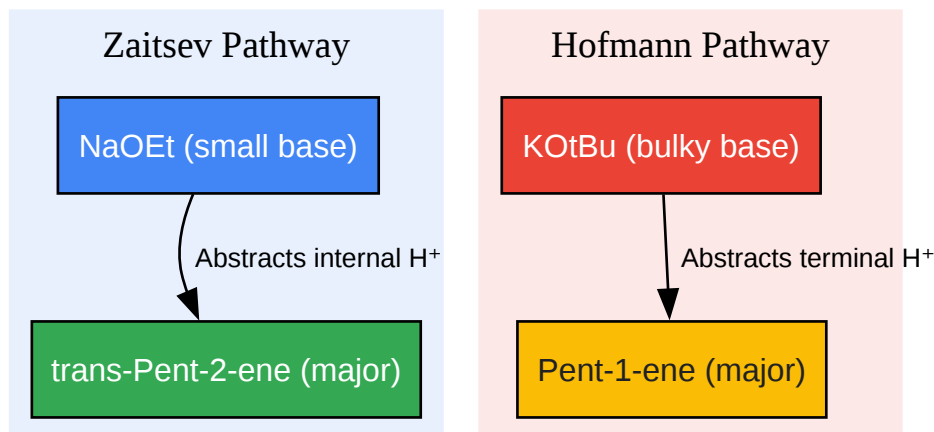 Zaitsev Pathway
NaOEt (small base)
Abstracts internal H⁺
trans-Pent-2-ene (major)
Hofmann Pathway
KOtBu (bulky base)
Abstracts terminal H⁺
Pent-1-ene (major)